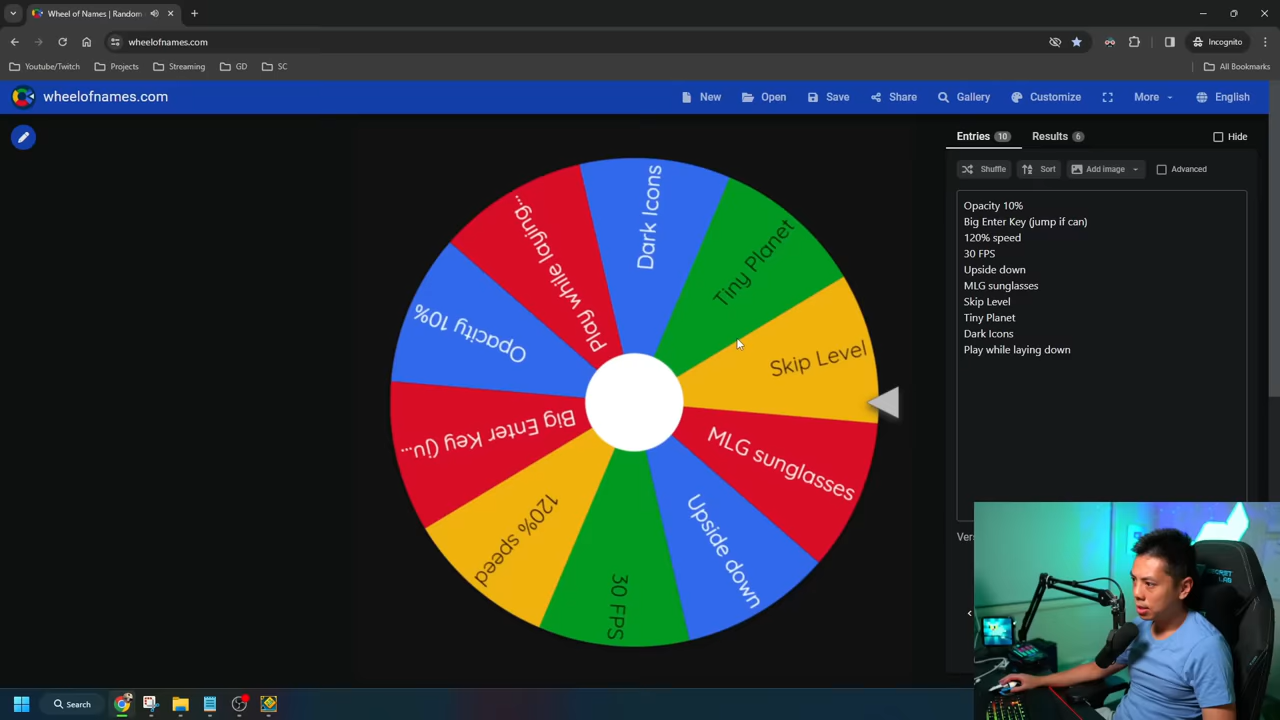 Wheel of Names | Random
wheelofnames.com
Incognito
Youtube/Twitch
Projects
Streaming
GD
SC
All Bookmarks
wheelofnames.com
New
Open
Save
Share
Gallery
Customize
More
English
Entries 10
Results 6
Hide
Shuffle
Sort
Add image
Advanced
Opacity 10%
Big Enter Key (jump if can)
120% speed
30 FPS
Upside down
MLG sunglasses
Skip Level
Tiny Planet
Dark Icons
Play while laying down
Dark Icons
Tiny Planet
Skip Level
MLG sunglasses
Upside down
30 FPS
120% speed
Big Enter Key (ju...
Opacity 10%
Play while laying...
Search